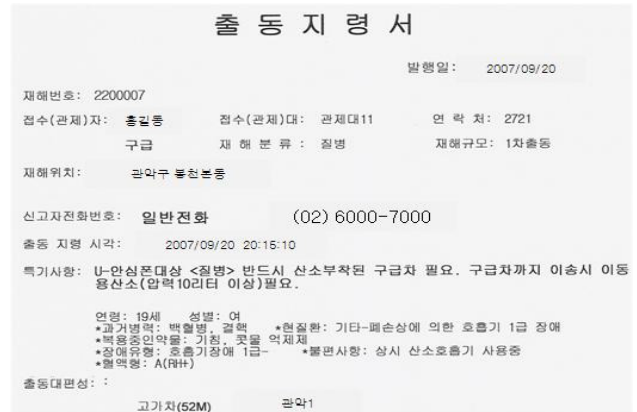 출 동 지 령 서
발행일: 2007/09/20
재해번호: 2200007
접수(관제)자: 홍길동 접수(관제)대: 관제대11 연 락 처: 2721
구급 재 해 분 류 : 질병 재해규모: 1차출동
재해위치: 관악구 봉천본동
신고자전화번호: 일반전화 (02) 6000-7000
출동 지령 시각: 2007/09/20 20:15:10
특기사항: U-안심폰대상 <질병> 반드시 산소부착된 구급차 필요. 구급차까지 이송시 이동
용산소(압력10리터 이상)필요.
연령: 19세 성별: 여
*과거병력: 백혈병, 결핵 *현질환: 기타-폐손상에 의한 호흡기 1급 장애
*복용중인약물: 기침, 콧물 억제제
*장애유형: 호흡기장애 1급- *불편사항: 상시 산소호흡기 사용중
*혈액형: A(RH+)
출동대편성: :
고가차(52M) 관악1